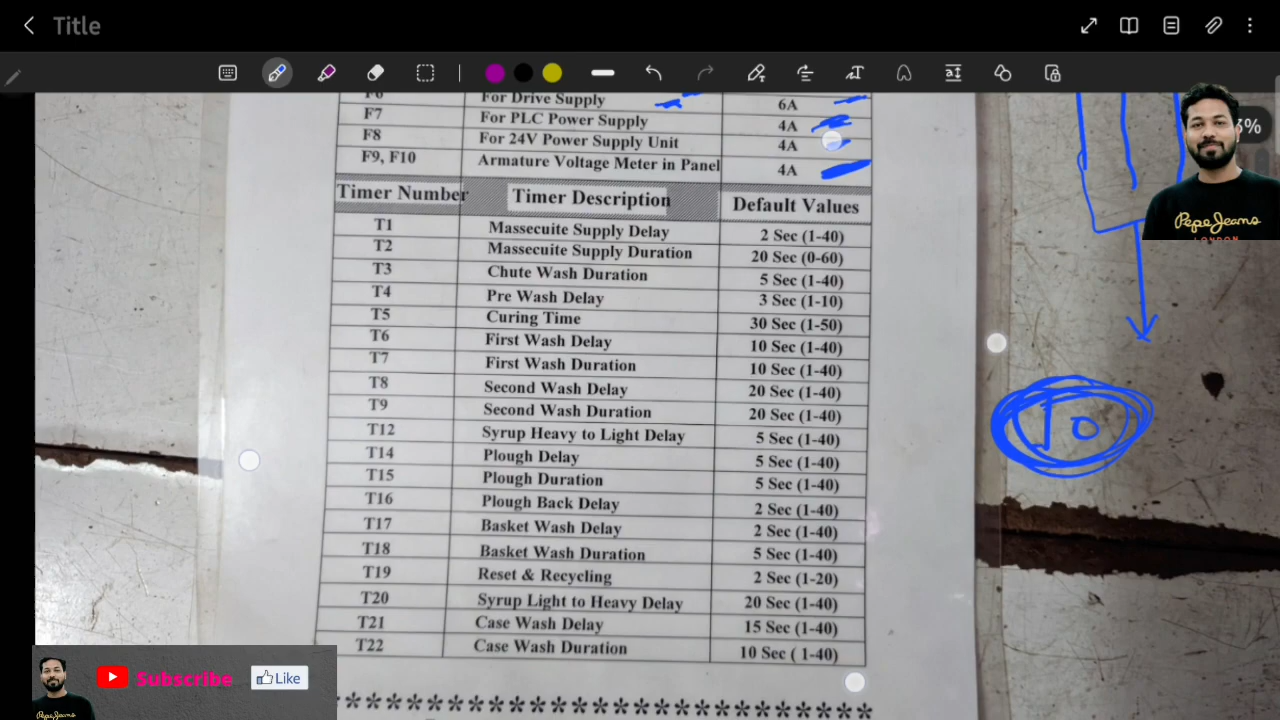 Title
F6 For Drive Supply 6A
F7 For PLC Power Supply 4A
F8 For 24V Power Supply Unit 4A
F9, F10 Armature Voltage Meter in Panel 4A
Timer Number Timer Description Default Values
T1 Massecuite Supply Delay 2 Sec (1-40)
T2 Massecuite Supply Duration 20 Sec (0-60)
T3 Chute Wash Duration 5 Sec (1-40)
T4 Pre Wash Delay 3 Sec (1-10)
T5 Curing Time 30 Sec (1-50)
T6 First Wash Delay 10 Sec (1-40)
T7 First Wash Duration 10 Sec (1-40)
T8 Second Wash Delay 20 Sec (1-40)
T9 Second Wash Duration 20 Sec (1-40)
T12 Syrup Heavy to Light Delay 5 Sec (1-40)
T14 Plough Delay 5 Sec (1-40)
T15 Plough Duration 5 Sec (1-40)
T16 Plough Back Delay 2 Sec (1-40)
T17 Basket Wash Delay 2 Sec (1-40)
T18 Basket Wash Duration 5 Sec (1-40)
T19 Reset & Recycling 2 Sec (1-20)
T20 Syrup Light to Heavy Delay 20 Sec (1-40)
T21 Case Wash Delay 15 Sec (1-40)
T22 Case Wash Duration 10 Sec ( 1-40)
**************************
Pepe Jeans
LONDON
Subscribe Like
Pepe Jeans